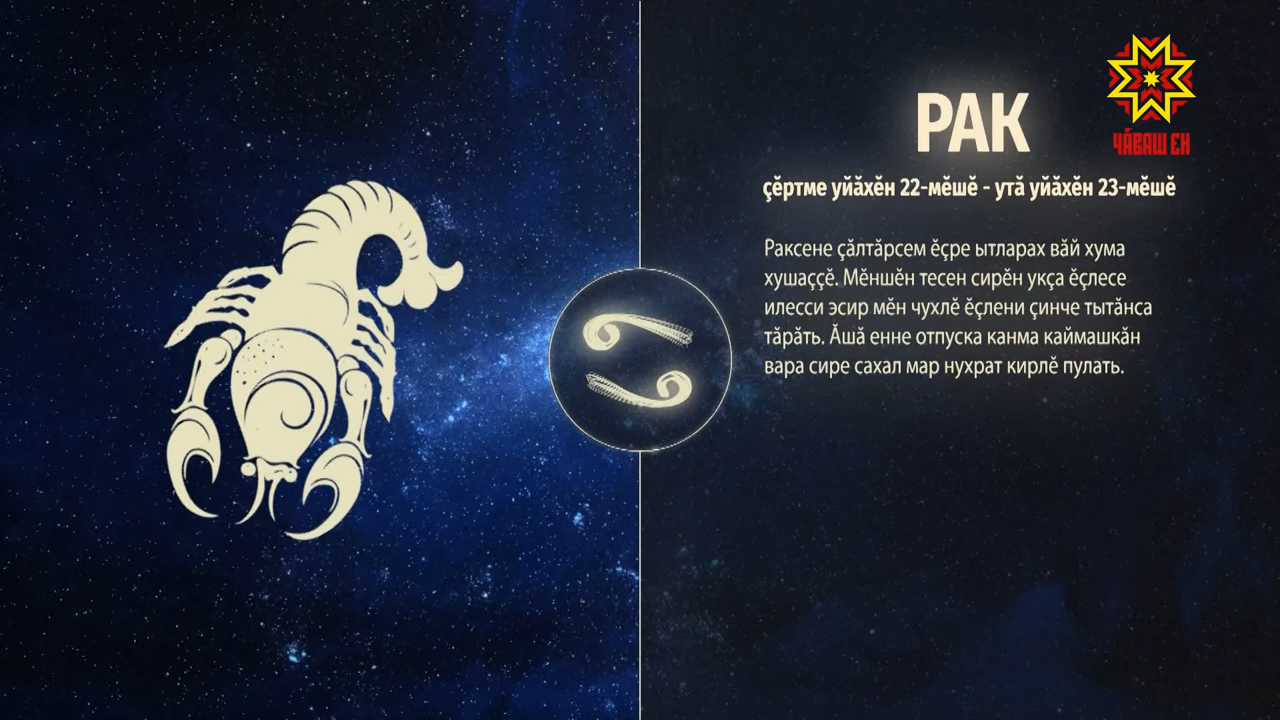 РАК
ЧӐВАШ ЕН
ҫӗртме уйӑхӗн 22-мӗшӗ - утӑ уйӑхӗн 23-мӗшӗ
Раксене ҫӑлтӑрсем ӗҫре ытларах вӑй хума
хушаҫҫӗ. Мӗншӗн тесен сирӗн укҫа ӗҫлесе
илесси эсир мӗн чухлӗ ӗҫлени ҫинче тытӑнса
тӑрӑть. Ӑшӑ енне отпуска канма каймашкӑн
вара сире сахал мар нухрат кирлӗ пулать.